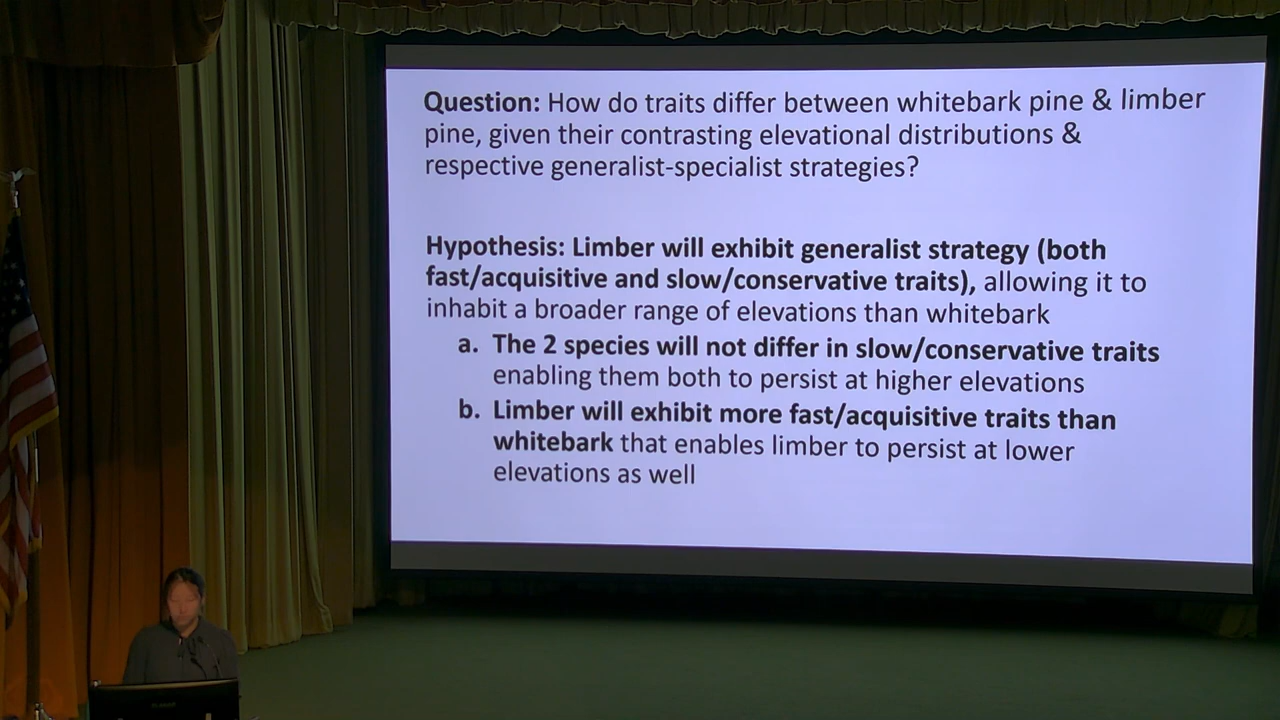 Question: How do traits differ between whitebark pine & limber
pine, given their contrasting elevational distributions &
respective generalist-specialist strategies?
Hypothesis: Limber will exhibit generalist strategy (both
fast/acquisitive and slow/conservative traits), allowing it to
inhabit a broader range of elevations than whitebark
a. The 2 species will not differ in slow/conservative traits
enabling them both to persist at higher elevations
b. Limber will exhibit more fast/acquisitive traits than
whitebark that enables limber to persist at lower
elevations as well